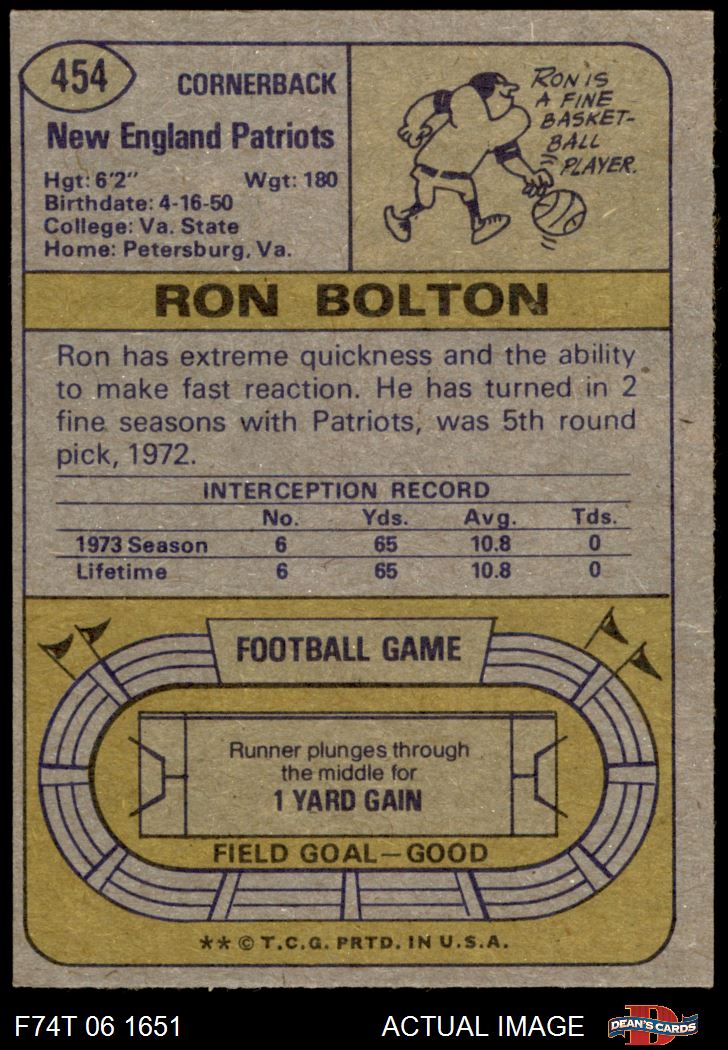 454
CORNERBACK
New England Patriots
Hgt: 6'2" Wgt: 180
Birthdate: 4-16-50
College: Va. State
Home: Petersburg, Va.
RON IS
A FINE
BASKET-
BALL
PLAYER.
RON BOLTON
Ron has extreme quickness and the ability
to make fast reaction. He has turned in 2
fine seasons with Patriots, was 5th round
pick, 1972.
INTERCEPTION RECORD
No. Yds. Avg. Tds.
1973 Season 6 65 10.8 0
Lifetime 6 65 10.8 0
FOOTBALL GAME
Runner plunges through
the middle for
1 YARD GAIN
FIELD GOAL—GOOD
** © T.C.G. PRTD. IN U.S.A.
F74T 06 1651 ACTUAL IMAGE
D
DEAN'S CARDS